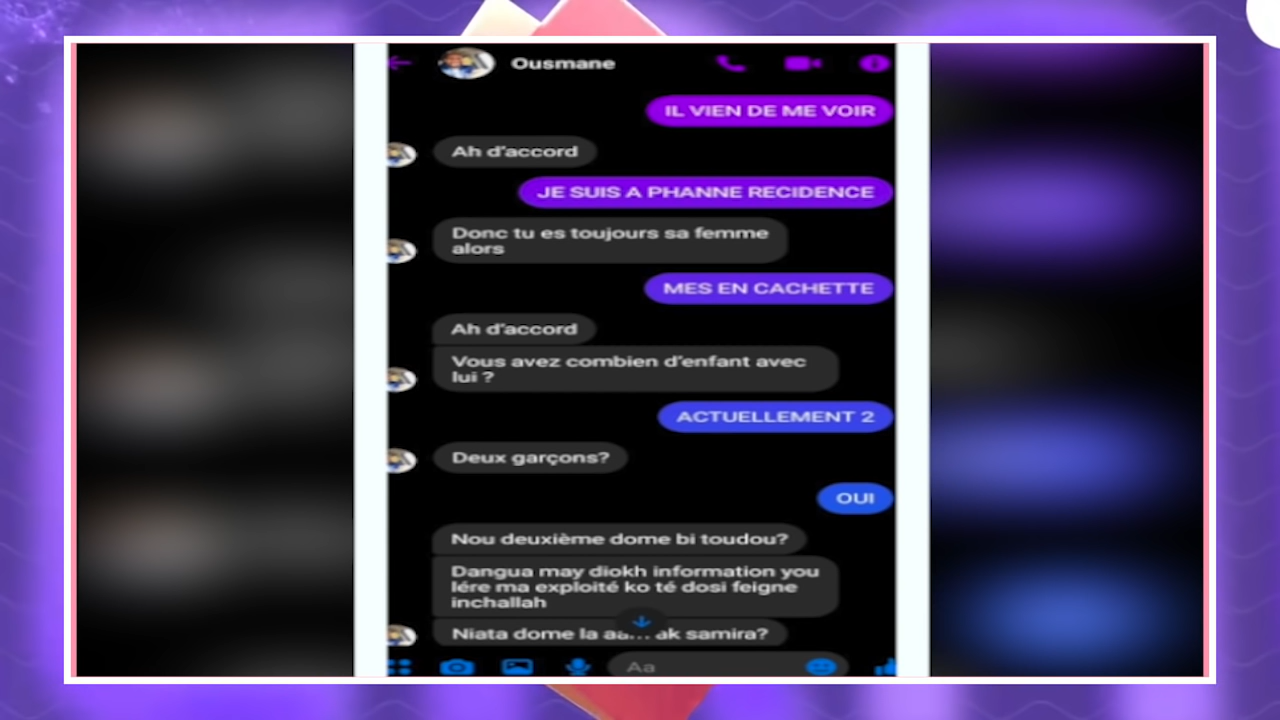 Ousmane
IL VIEN DE ME VOIR
Ah d'accord
JE SUIS A PHANNE RECIDENCE
Donc tu es toujours sa femme
alors
MES EN CACHETTE
Ah d'accord
Vous avez combien d'enfant avec
lui ?
ACTUELLEMENT 2
Deux garçons?
OUI
Nou deuxième dome bi toudou?
Dangua may diokh information you
lére ma exploité ko té dosi feigne
inchallah
Niata dome la ak samira?
Aa